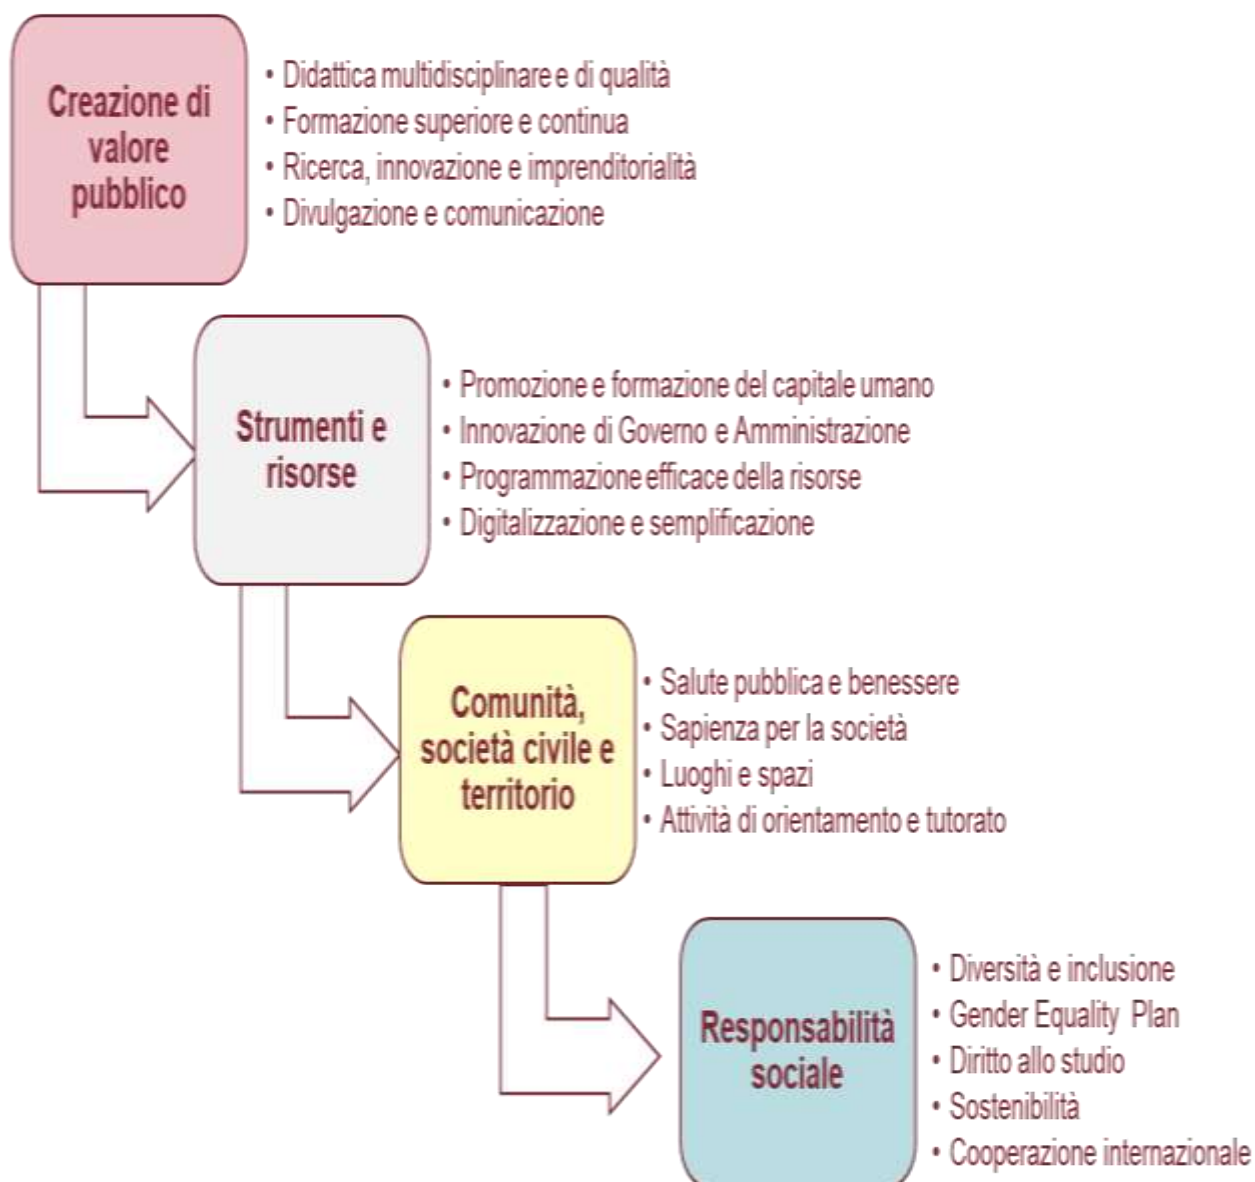 Creazione di
valore
pubblico
• Didattica multidisciplinare e di qualità
• Formazione superiore e continua
• Ricerca, innovazione e imprenditorialità
• Divulgazione e comunicazione
Strumenti e
risorse
• Promozione e formazione del capitale umano
• Innovazione di Governo e Amministrazione
• Programmazione efficace della risorse
• Digitalizzazione e semplificazione
Comunità,
società civile e
territorio
• Salute pubblica e benessere
• Sapienza per la società
• Luoghi e spazi
• Attività di orientamento e tutorato
Responsabilità
sociale
• Diversità e inclusione
• Gender Equality Plan
• Diritto allo studio
• Sostenibilità
• Cooperazione internazionale